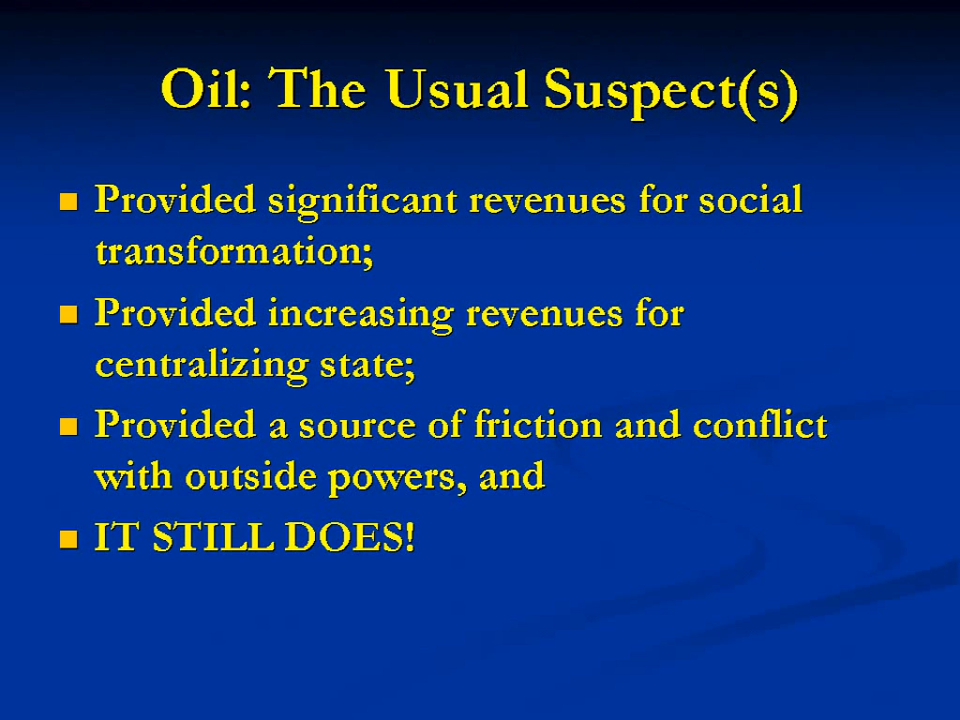 Oil: The Usual Suspect(s)
Provided significant revenues for social
transformation;
Provided increasing revenues for
centralizing state;
Provided a source of friction and conflict
with outside powers, and
IT STILL DOES!